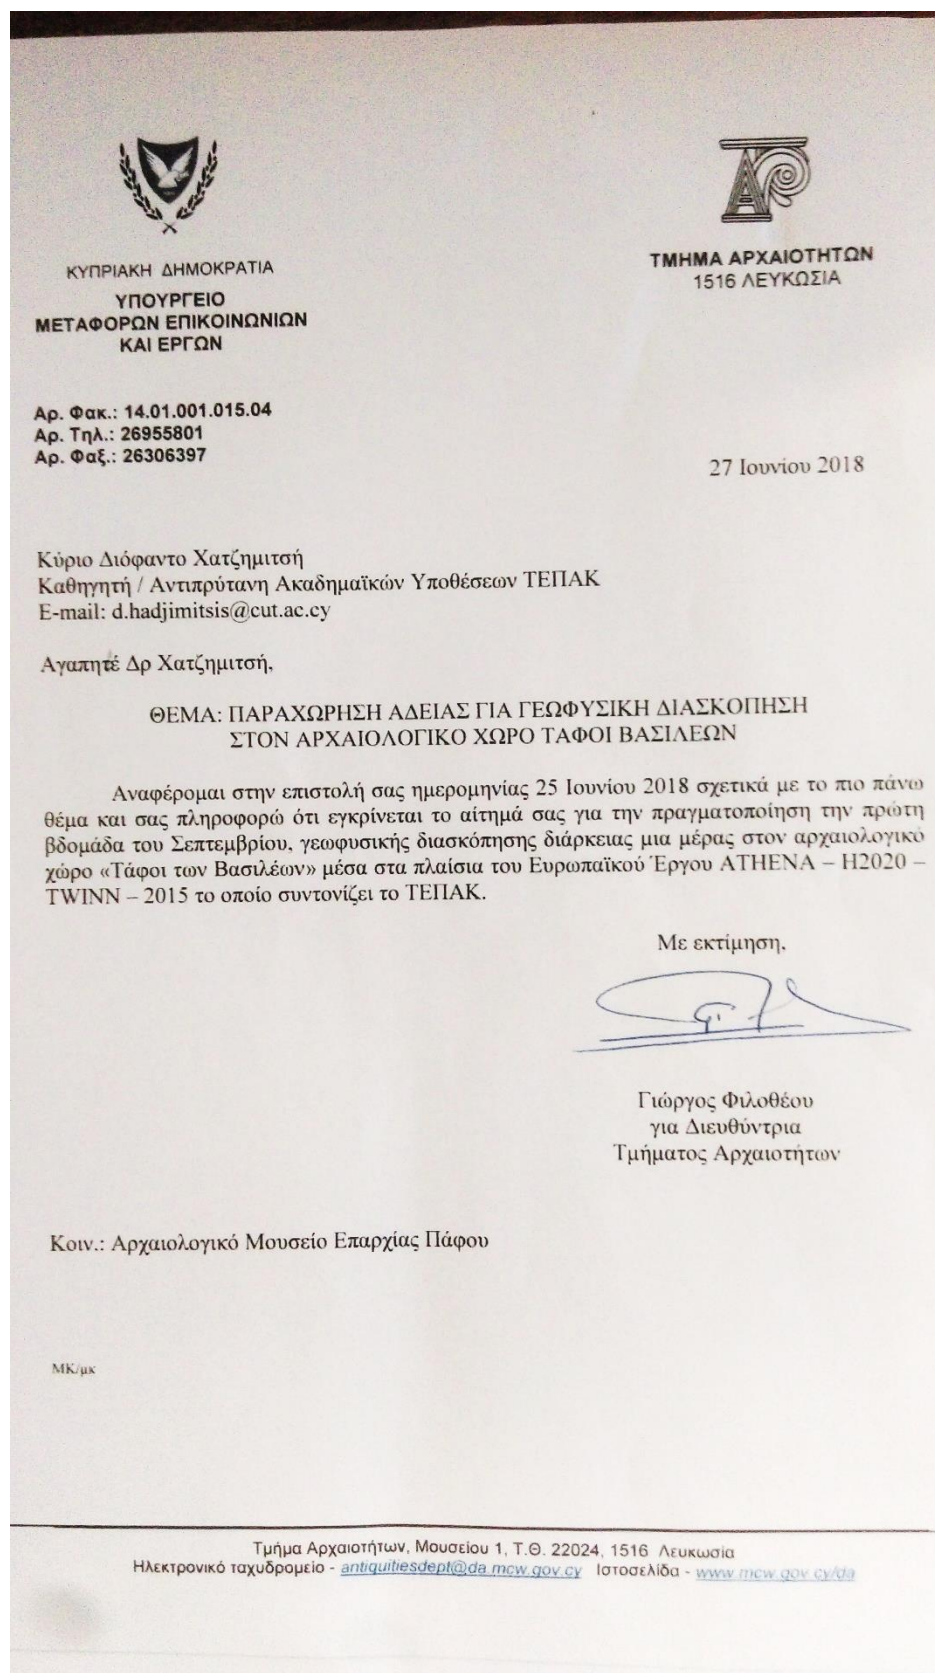 ΚΥΠΡΙΑΚΗ ΔΗΜΟΚΡΑΤΙΑ
ΥΠΟΥΡΓΕΙΟ
ΜΕΤΑΦΟΡΩΝ ΕΠΙΚΟΙΝΩΝΙΩΝ
ΚΑΙ ΕΡΓΩΝ
ΤΜΗΜΑ ΑΡΧΑΙΟΤΗΤΩΝ
1516 ΛΕΥΚΩΣΙΑ
Αρ. Φακ.: 14.01.001.015.04
Αρ. Τηλ.: 26955801
Αρ. Φαξ.: 26306397
27 Ιουνίου 2018
Κύριο Διόφαντο Χατζημιτσή
Καθηγητή / Αντιπρύτανη Ακαδημαϊκών Υποθέσεων ΤΕΠΑΚ
E-mail: d.hadjimitsis@cut.ac.cy
Αγαπητέ Δρ Χατζημιτσή,
ΘΕΜΑ: ΠΑΡΑΧΩΡΗΣΗ ΑΔΕΙΑΣ ΓΙΑ ΓΕΩΦΥΣΙΚΗ ΔΙΑΣΚΟΠΗΣΗ
ΣΤΟΝ ΑΡΧΑΙΟΛΟΓΙΚΟ ΧΩΡΟ ΤΑΦΟΙ ΒΑΣΙΛΕΩΝ
Αναφέρομαι στην επιστολή σας ημερομηνίας 25 Ιουνίου 2018 σχετικά με το πιο πάνω
θέμα και σας πληροφορώ ότι εγκρίνεται το αίτημά σας για την πραγματοποίηση την πρώτη
βδομάδα του Σεπτεμβρίου, γεωφυσικής διασκόπησης διάρκειας μια μέρας στον αρχαιολογικό
χώρο «Τάφοι των Βασιλέων» μέσα στα πλαίσια του Ευρωπαϊκού Έργου ATHENA – H2020 –
TWINN – 2015 το οποίο συντονίζει το ΤΕΠΑΚ.
Με εκτίμηση,
Γιώργος Φιλοθέου
για Διευθύντρια
Τμήματος Αρχαιοτήτων
Κοιν.: Αρχαιολογικό Μουσείο Επαρχίας Πάφου
ΜΚ/μκ
Τμήμα Αρχαιοτήτων, Μουσείου 1, Τ.Θ. 22024, 1516 Λευκωσία
Ηλεκτρονικό ταχυδρομείο - antiquitiesdept@da.mcw.gov.cy Ιστοσελίδα - www.mcw.gov.cy/da